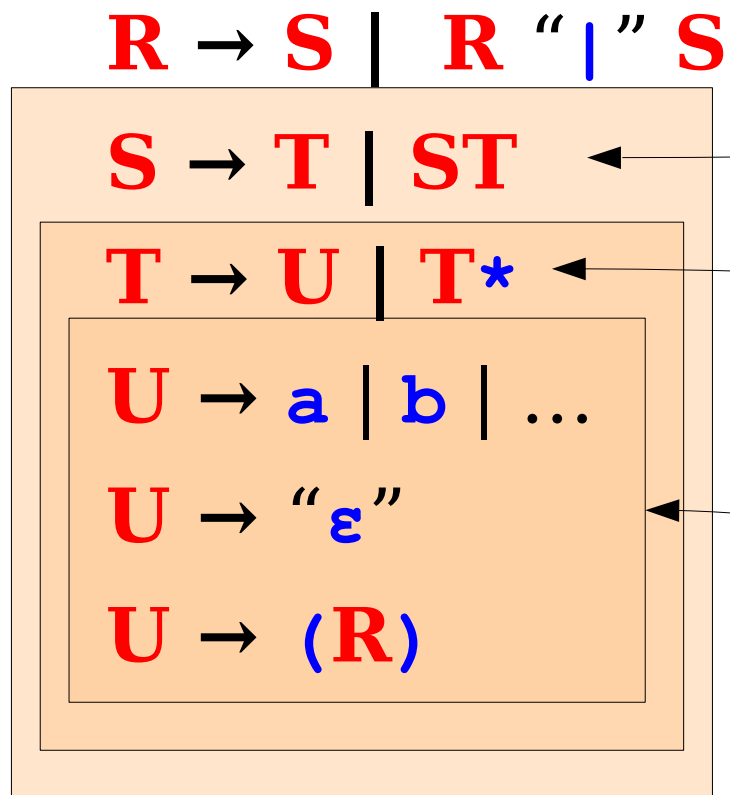 R → S | R “|” S
S → T | ST
T → U | T*
U → a | b | …
U → “ε”
U → (R)